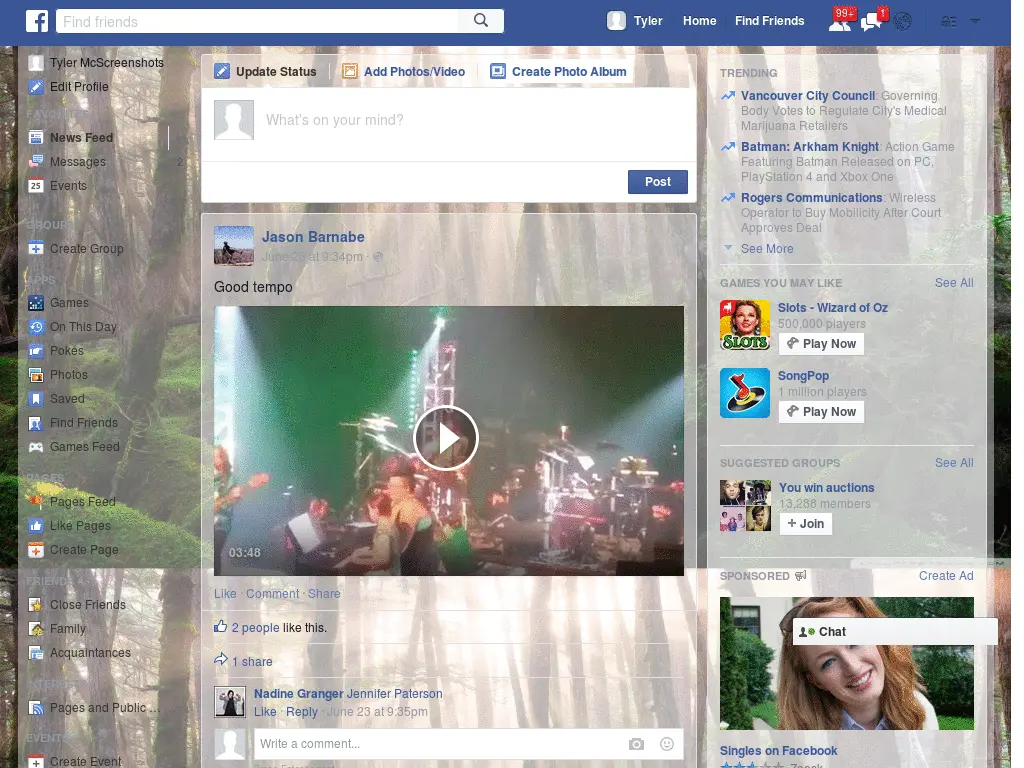 f
Find friends
Tyler
Home
Find Friends
99+
1
Tyler McScreenshots
Edit Profile
News Feed
Messages
2
25
Events
GROUPS
Create Group
APPS
Games
On This Day
Pokes
Photos
Saved
Find Friends
Games Feed
PAGES
Pages Feed
Like Pages
Create Page
FRIENDS
Close Friends
Family
Acquaintances
Pages and Public ...
EVENTS
Create Event
Update Status
Add Photos/Video
Create Photo Album
What's on your mind?
Post
Jason Barnabe
June 23 at 9:34pm ·
Good tempo
03:48
Like · Comment · Share
2 people like this.
1 share
Nadine Granger Jennifer Paterson
Like · Reply · June 23 at 9:35pm
Write a comment...
TRENDING
Vancouver City Council: Governing
Body Votes to Regulate City's Medical
Marijuana Retailers
Batman: Arkham Knight: Action Game
Featuring Batman Released on PC,
PlayStation 4 and Xbox One
Rogers Communications: Wireless
Operator to Buy Mobilicity After Court
Approves Deal
See More
GAMES YOU MAY LIKE
See All
SLOTS
Slots - Wizard of Oz
500,000 players
Play Now
SongPop
1 million players
Play Now
SUGGESTED GROUPS
See All
You win auctions
13,288 members
+ Join
SPONSORED
Create Ad
Chat
Singles on Facebook